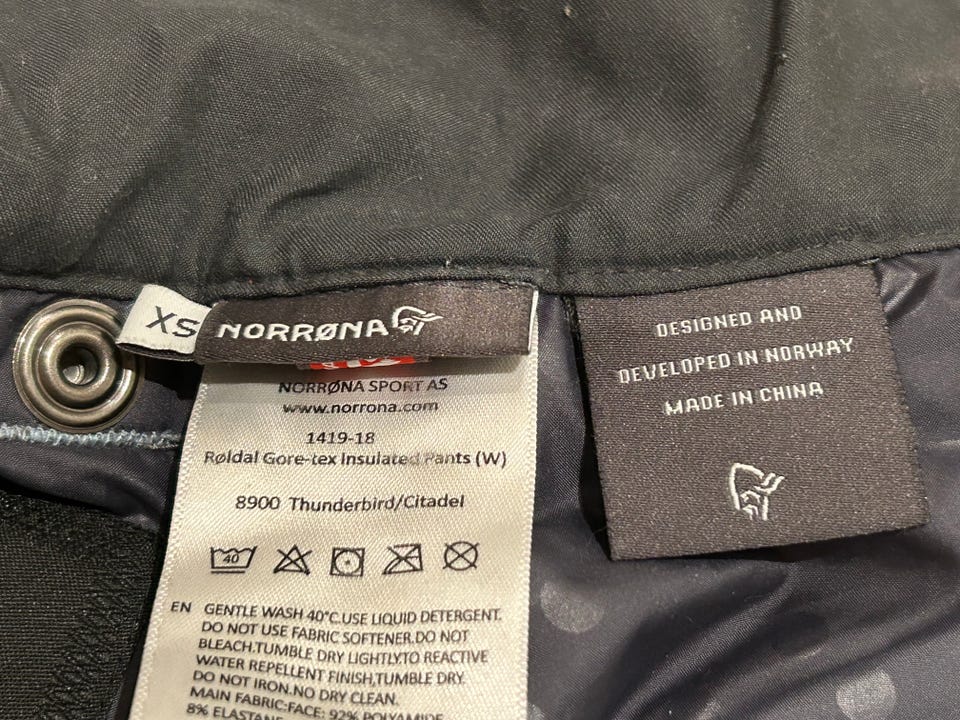 XS
NORRØNA
NORRØNA SPORT AS
www.norrona.com
1419-18
Røldal Gore-tex Insulated Pants (W)
8900 Thunderbird/Citadel
40
EN GENTLE WASH 40°C.USE LIQUID DETERGENT.
DO NOT USE FABRIC SOFTENER.DO NOT
BLEACH.TUMBLE DRY LIGHTLY.TO REACTIVE
WATER REPELLENT FINISH,TUMBLE DRY.
DO NOT IRON.NO DRY CLEAN.
MAIN FABRIC:FACE: 92% POLYAMIDE
8% ELASTANE
DESIGNED AND
DEVELOPED IN NORWAY
MADE IN CHINA